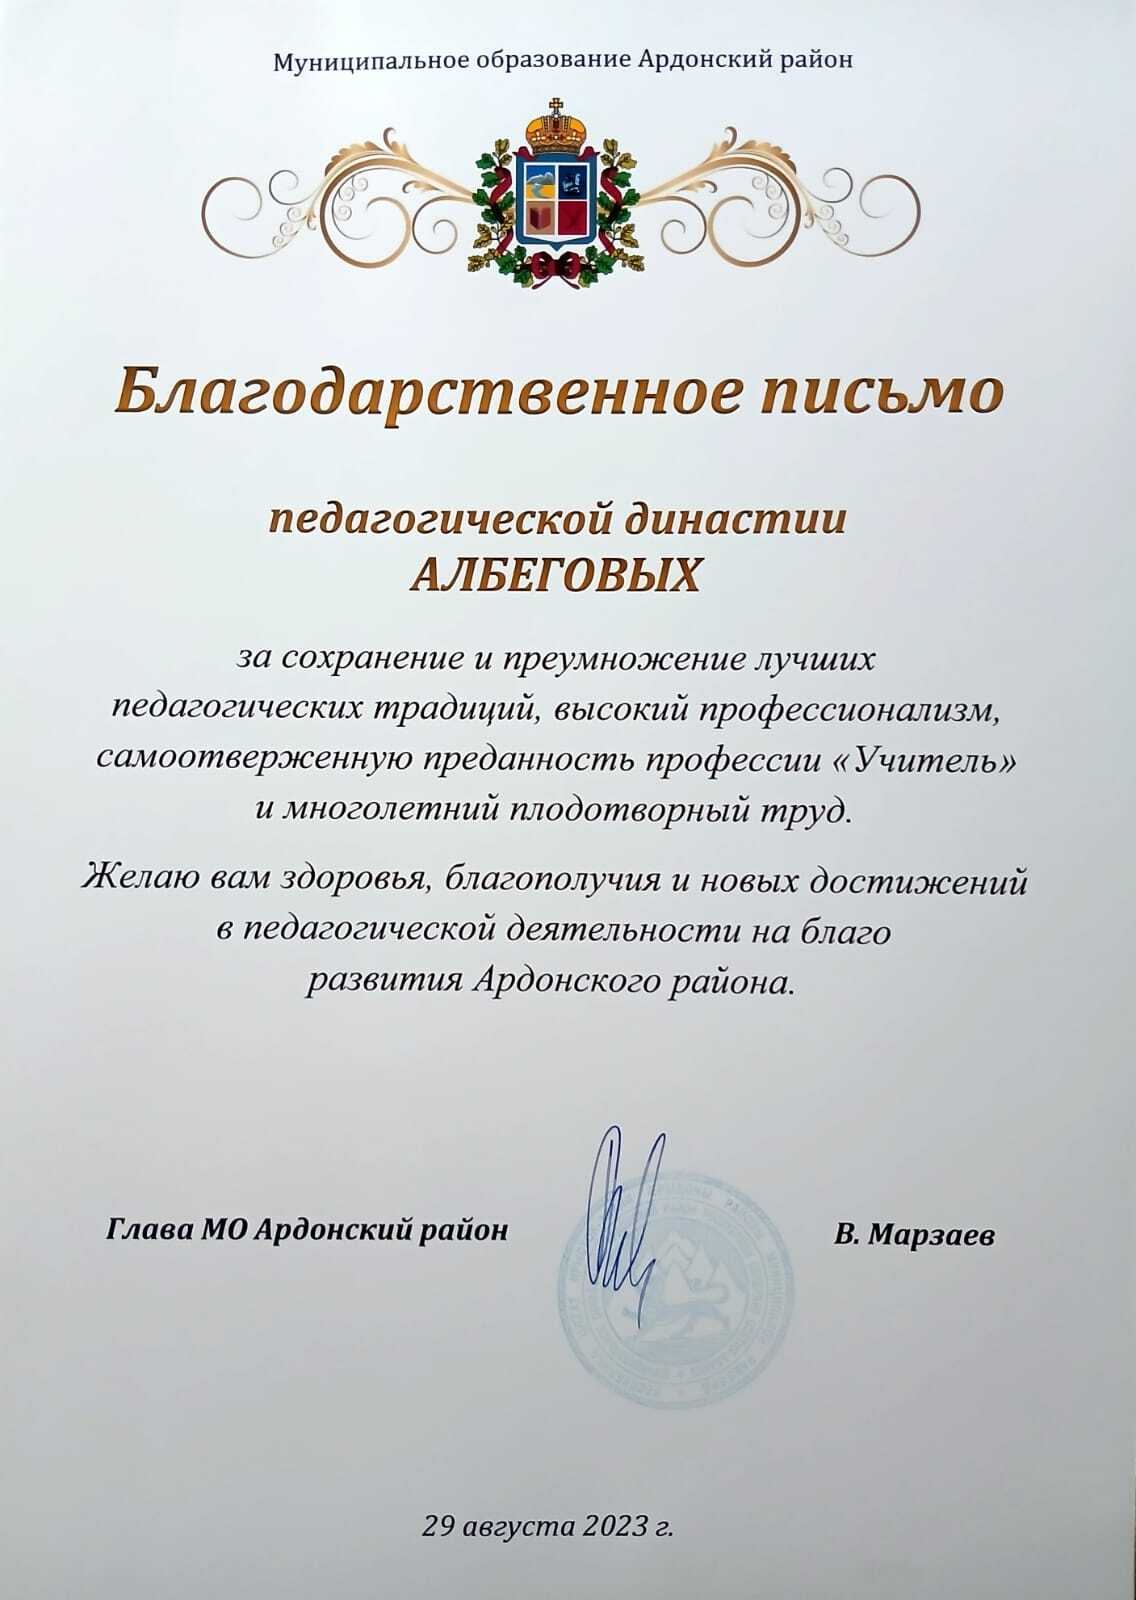 Муниципальное образование Ардонский район
Благодарственное письмо
педагогической династии
АЛБЕГОВЫХ
за сохранение и преумножение лучших
педагогических традиций, высокий профессионализм,
самоотверженную преданность профессии «Учитель»
и многолетний плодотворный труд.
Желаю вам здоровья, благополучия и новых достижений
в педагогической деятельности на благо
развития Ардонского района.
Глава МО Ардонский район
В. Марзаев
29 августа 2023 г.